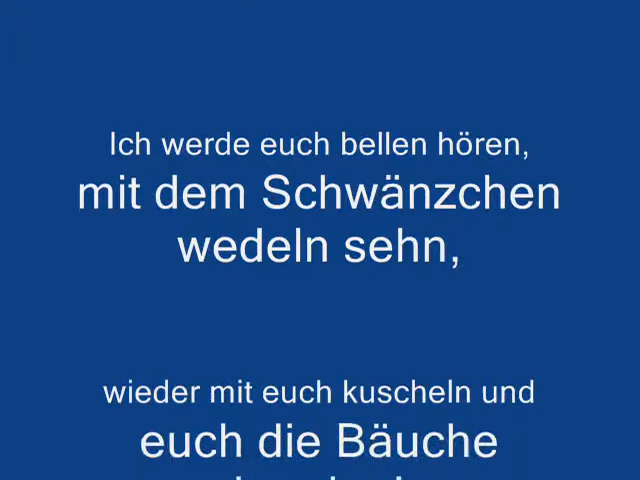 Ich werde euch bellen hören,
mit dem Schwänzchen
wedeln sehn,
wieder mit euch kuscheln und
euch die Bäuche